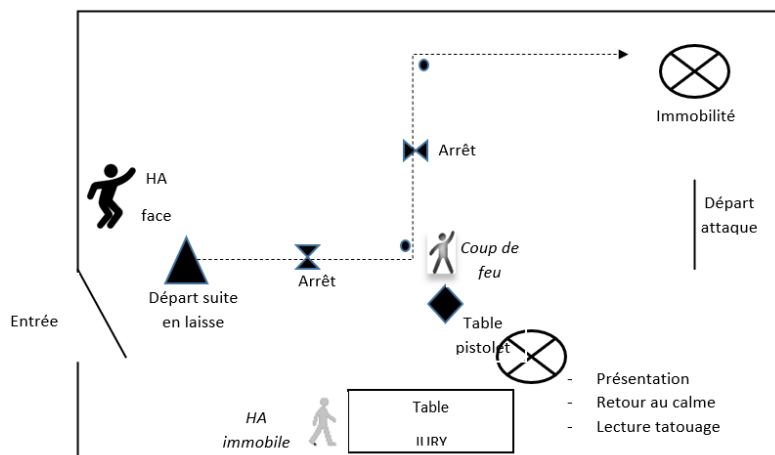 Immobilité
Arrêt
HA
face
Départ
attaque
Coup de
feu
Arrêt
Départ suite
en laisse
Entrée
Table
pistolet
- Présentation
- Retour au calme
- Lecture tatouage
HA
immobile
Table
JURY